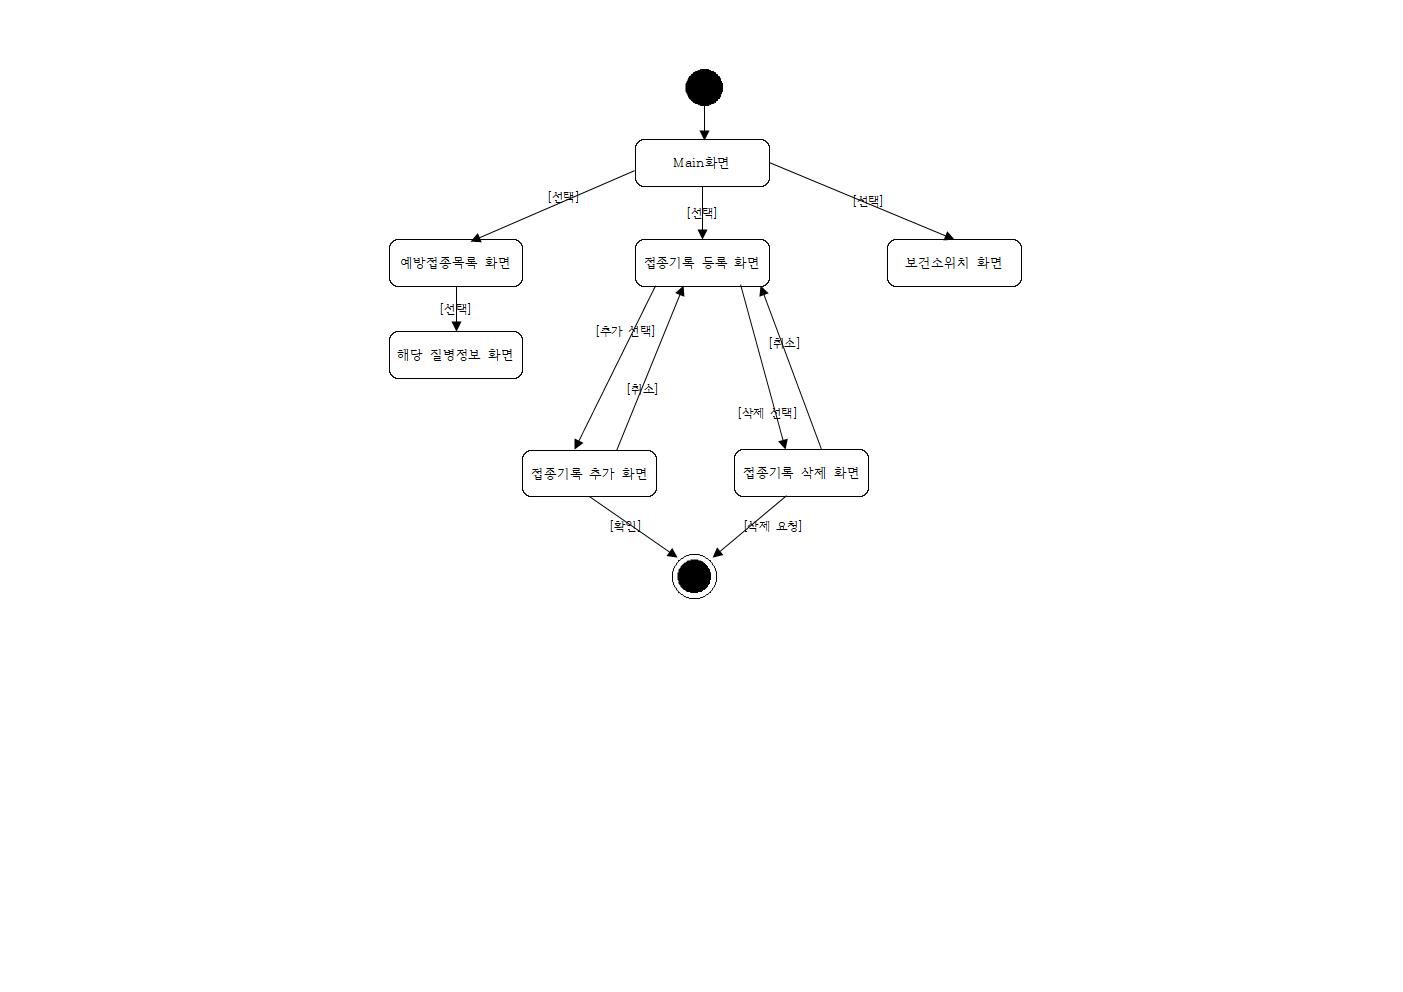 Main화면
[선택]
[선택]
[선택]
예방접종목록 화면
접종기록 등록 화면
보건소위치 화면
[선택]
해당 질병정보 화면
[추가 선택]
[취소]
[취소]
[삭제 선택]
접종기록 추가 화면
접종기록 삭제 화면
[확인]
[삭제 요청]